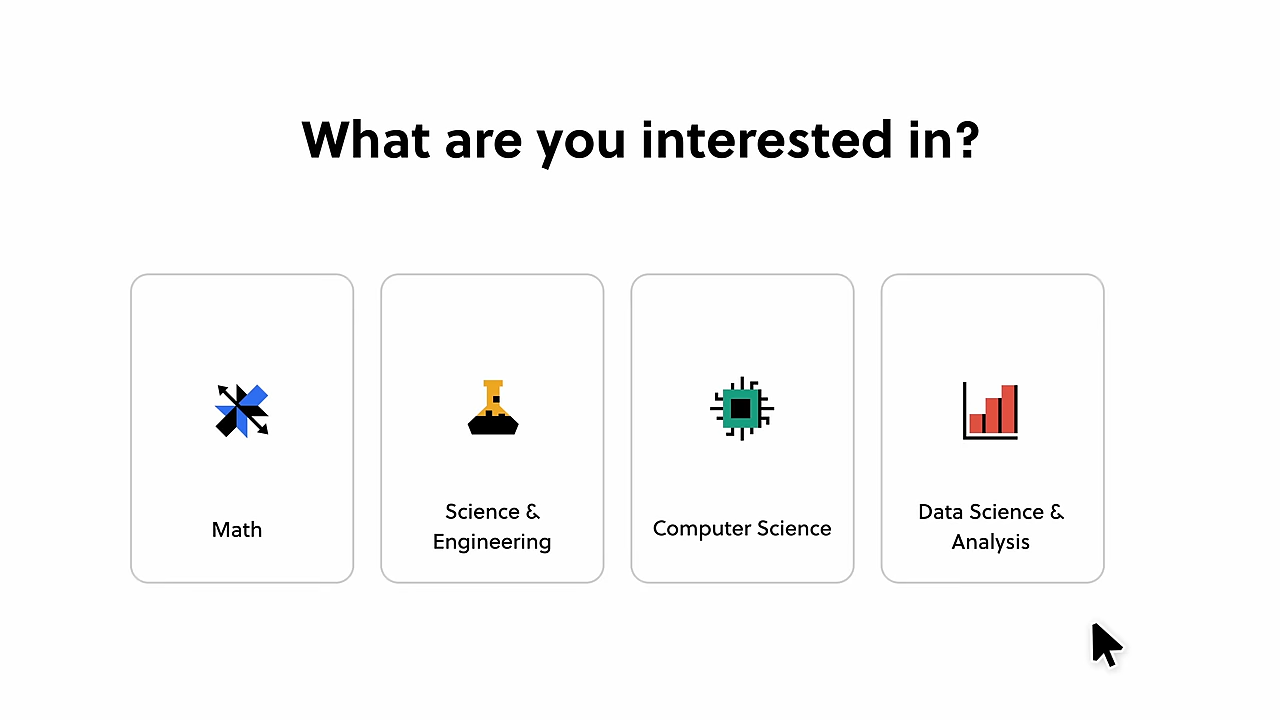 What are you interested in?
Math
Science &
Engineering
Computer Science
Data Science &
Analysis